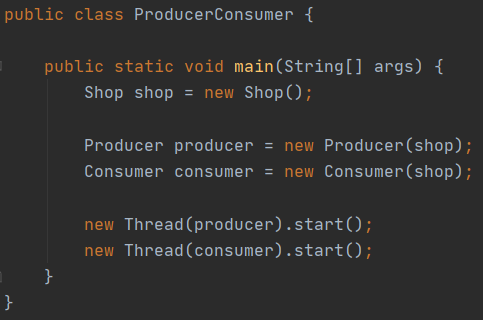 public class ProducerConsumer {
public static void main(String[] args) {
Shop shop = new Shop();
Producer producer = new Producer(shop);
Consumer consumer = new Consumer(shop);
new Thread(producer).start();
new Thread(consumer).start();
}
}